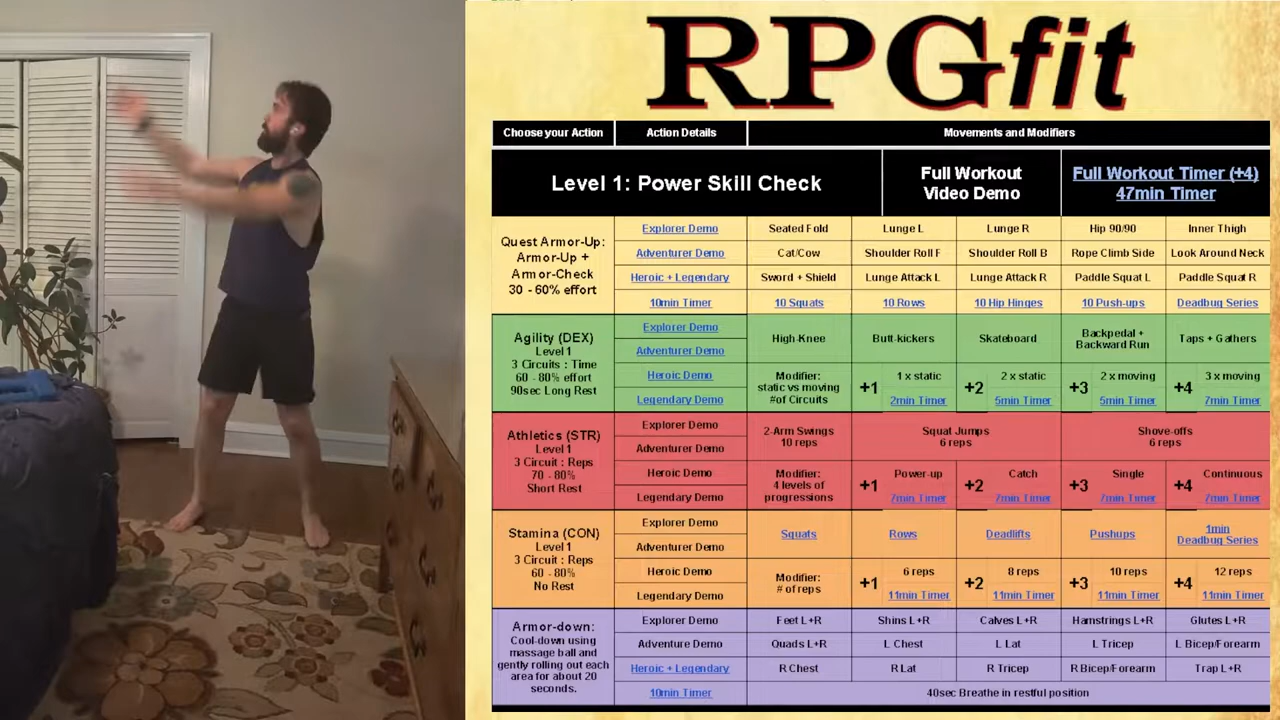 RPGfit
Choose your Action
Action Details
Movements and Modifiers
Level 1: Power Skill Check
Full Workout
Video Demo
Full Workout Timer (+4)
47min Timer
Quest Armor-Up:
Armor-Up +
Armor-Check
30 - 60% effort
Explorer Demo
Seated Fold
Lunge L
Lunge R
Hip 90/90
Inner Thigh
Adventurer Demo
Cat/Cow
Shoulder Roll F
Shoulder Roll B
Rope Climb Side
Look Around Neck
Heroic + Legendary
Sword + Shield
Lunge Attack L
Lunge Attack R
Paddle Squat L
Paddle Squat R
10min Timer
10 Squats
10 Rows
10 Hip Hinges
10 Push-ups
Deadbug Series
Agility (DEX)
Level 1
3 Circuits : Time
60 - 80% effort
90sec Long Rest
Explorer Demo
Adventurer Demo
High-Knee
Butt-kickers
Skateboard
Backpedal +
Backward Run
Taps + Gathers
Heroic Demo
Legendary Demo
Modifier:
static vs moving
#of Circuits
+1
1 x static
2min Timer
+2
2 x static
5min Timer
+3
2 x moving
5min Timer
+4
3 x moving
7min Timer
Athletics (STR)
Level 1
3 Circuit : Reps
70 - 80%
Short Rest
Explorer Demo
Adventurer Demo
2-Arm Swings
10 reps
Squat Jumps
6 reps
Shove-offs
6 reps
Heroic Demo
Legendary Demo
Modifier:
4 levels of
progressions
+1
Power-up
7min Timer
+2
Catch
7min Timer
+3
Single
7min Timer
+4
Continuous
7min Timer
Stamina (CON)
Level 1
3 Circuit : Reps
60 - 80%
No Rest
Explorer Demo
Adventurer Demo
Squats
Rows
Deadlifts
Pushups
1min
Deadbug Series
Heroic Demo
Legendary Demo
Modifier:
# of reps
+1
6 reps
11min Timer
+2
8 reps
11min Timer
+3
10 reps
11min Timer
+4
12 reps
11min Timer
Armor-down:
Cool-down using
massage ball and
gently rolling out each
area for about 20
seconds.
Explorer Demo
Feet L+R
Shins L+R
Calves L+R
Hamstrings L+R
Glutes L+R
Adventure Demo
Quads L+R
L Chest
L Lat
L Tricep
L Bicep/Forearm
Heroic + Legendary
R Chest
R Lat
R Tricep
R Bicep/Forearm
Trap L+R
10min Timer
40sec Breathe in restful position